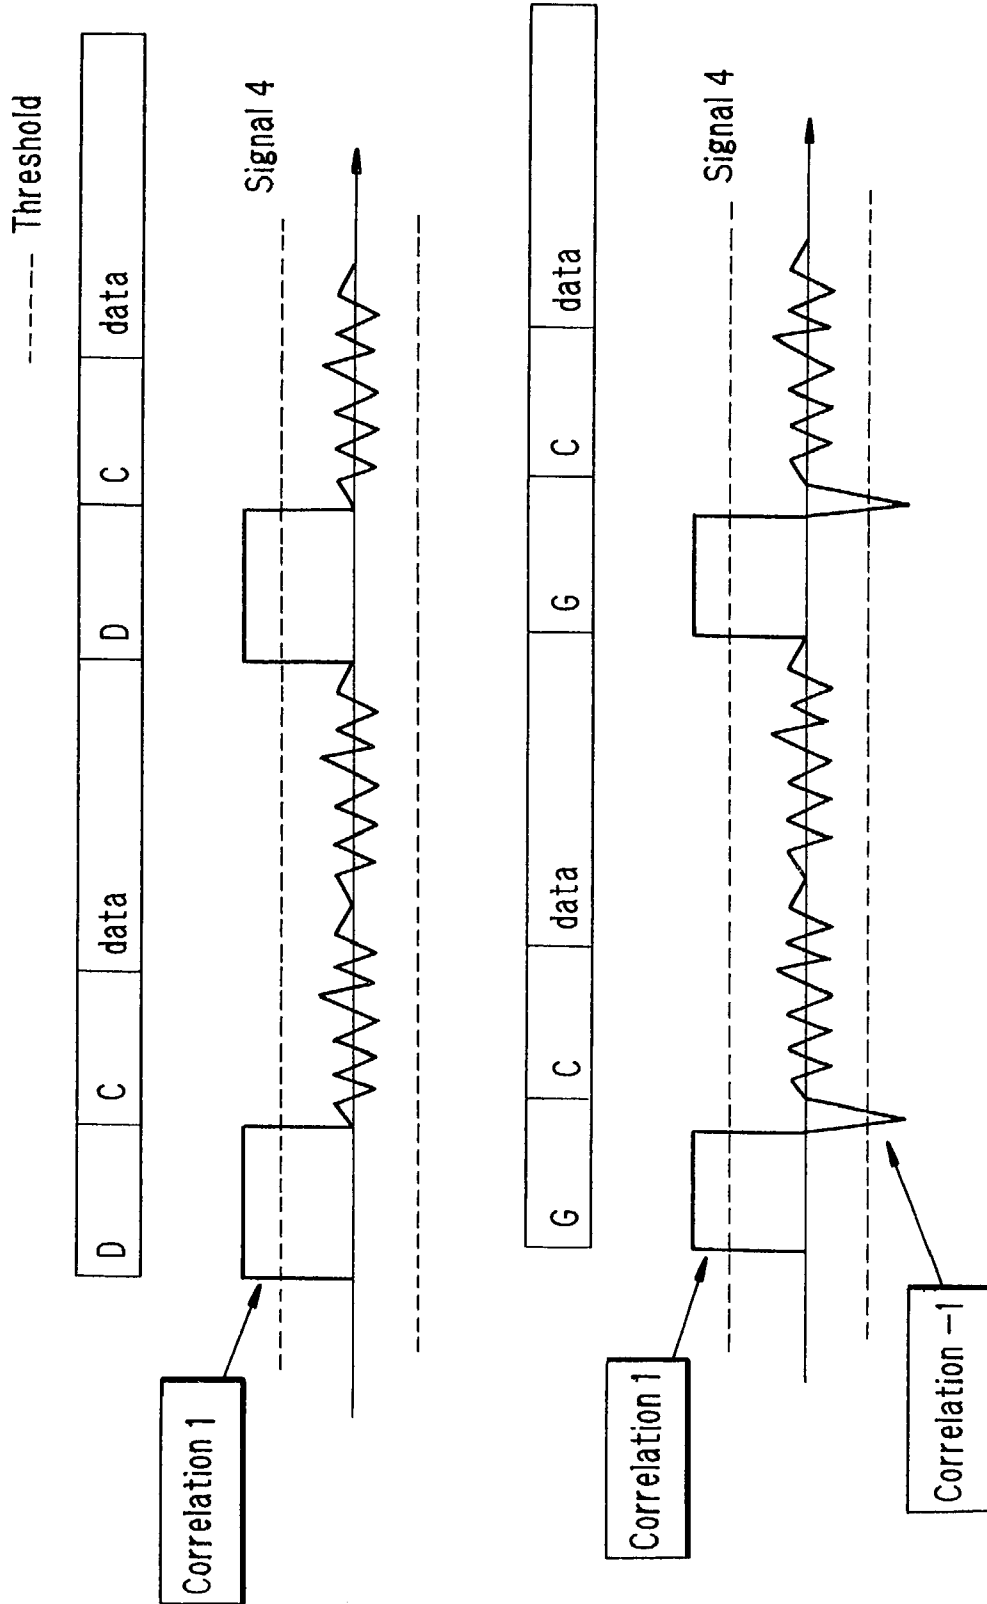 ---- Threshold
D C data D C data
Signal 4
Correlation 1
G C data G C data
Signal 4
Correlation 1
Correlation −1